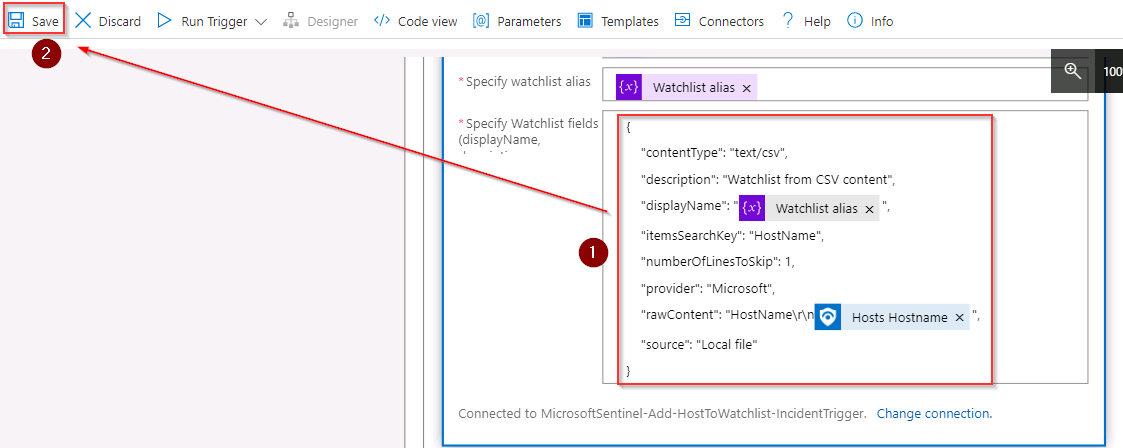 Save Discard Run Trigger Designer Code view [@] Parameters Templates Connectors ? Help Info
2
100
*Specify watchlist alias {x} Watchlist alias ×
*Specify Watchlist fields
(displayName,
1
{
"contentType": "text/csv",
"description": "Watchlist from CSV content",
"displayName": "{x} Watchlist alias × ",
"itemsSearchKey": "HostName",
"numberOfLinesToSkip": 1,
"provider": "Microsoft",
"rawContent": "HostName\r\n Hosts Hostname × ",
"source": "Local file"
}
Connected to MicrosoftSentinel-Add-HostToWatchlist-IncidentTrigger. Change connection.